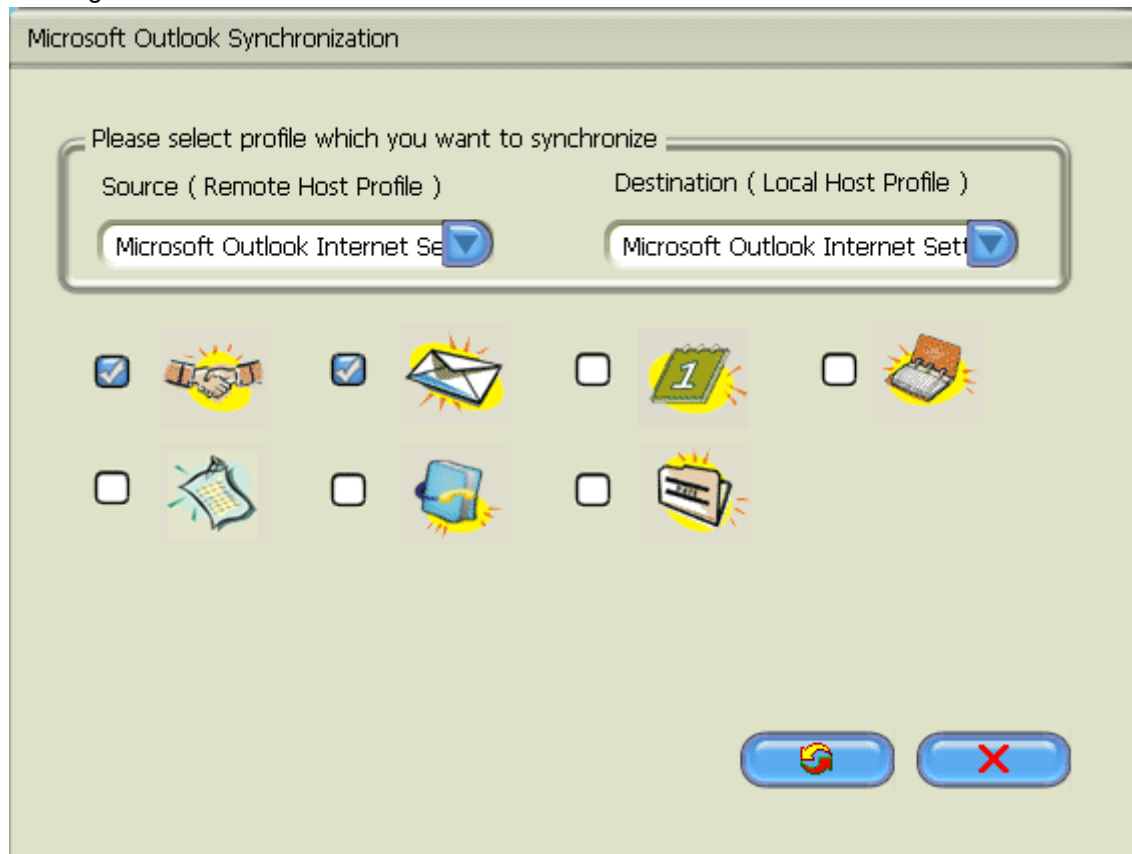 Microsoft Outlook Synchronization
Please select profile which you want to synchronize
Source ( Remote Host Profile )
Destination ( Local Host Profile )
Microsoft Outlook Internet Se
Microsoft Outlook Internet Sett
1